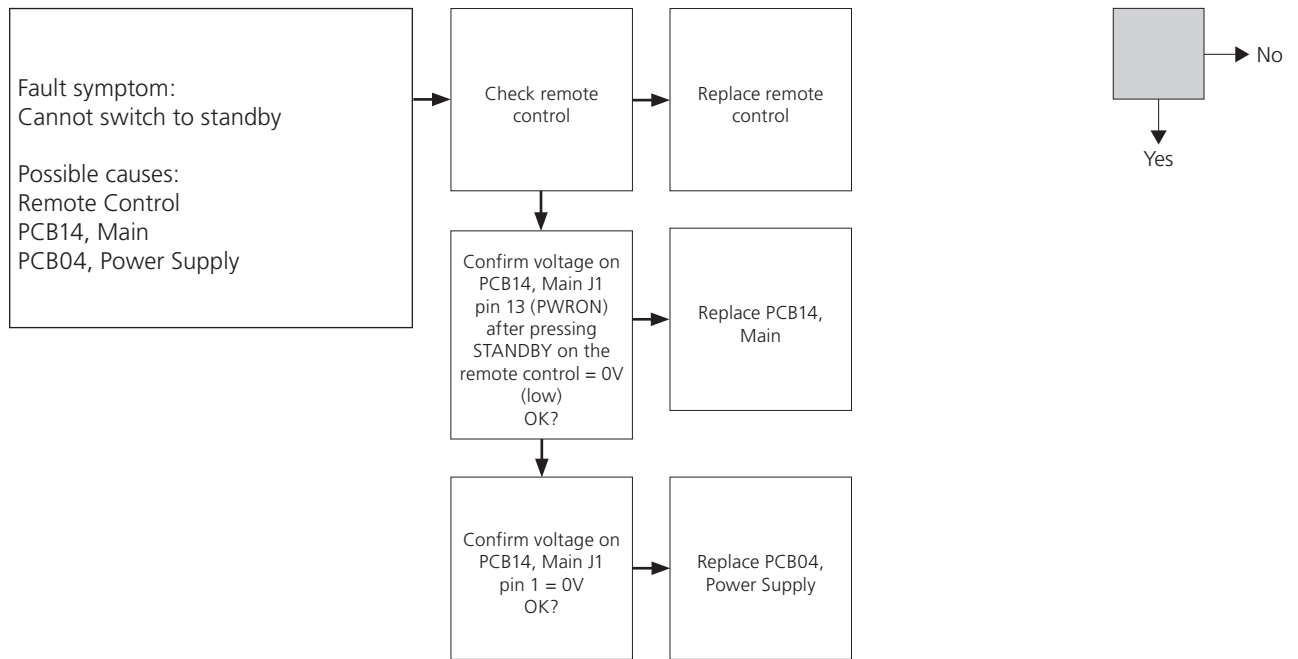 Fault symptom:
Cannot switch to standby
Possible causes:
Remote Control
PCB14, Main
PCB04, Power Supply
Check remote
control
Replace remote
control
No
Yes
Confirm voltage on
PCB14, Main J1
pin 13 (PWRON)
after pressing
STANDBY on the
remote control = 0V
(low)
OK?
Replace PCB14,
Main
Confirm voltage on
PCB14, Main J1
pin 1 = 0V
OK?
Replace PCB04,
Power Supply